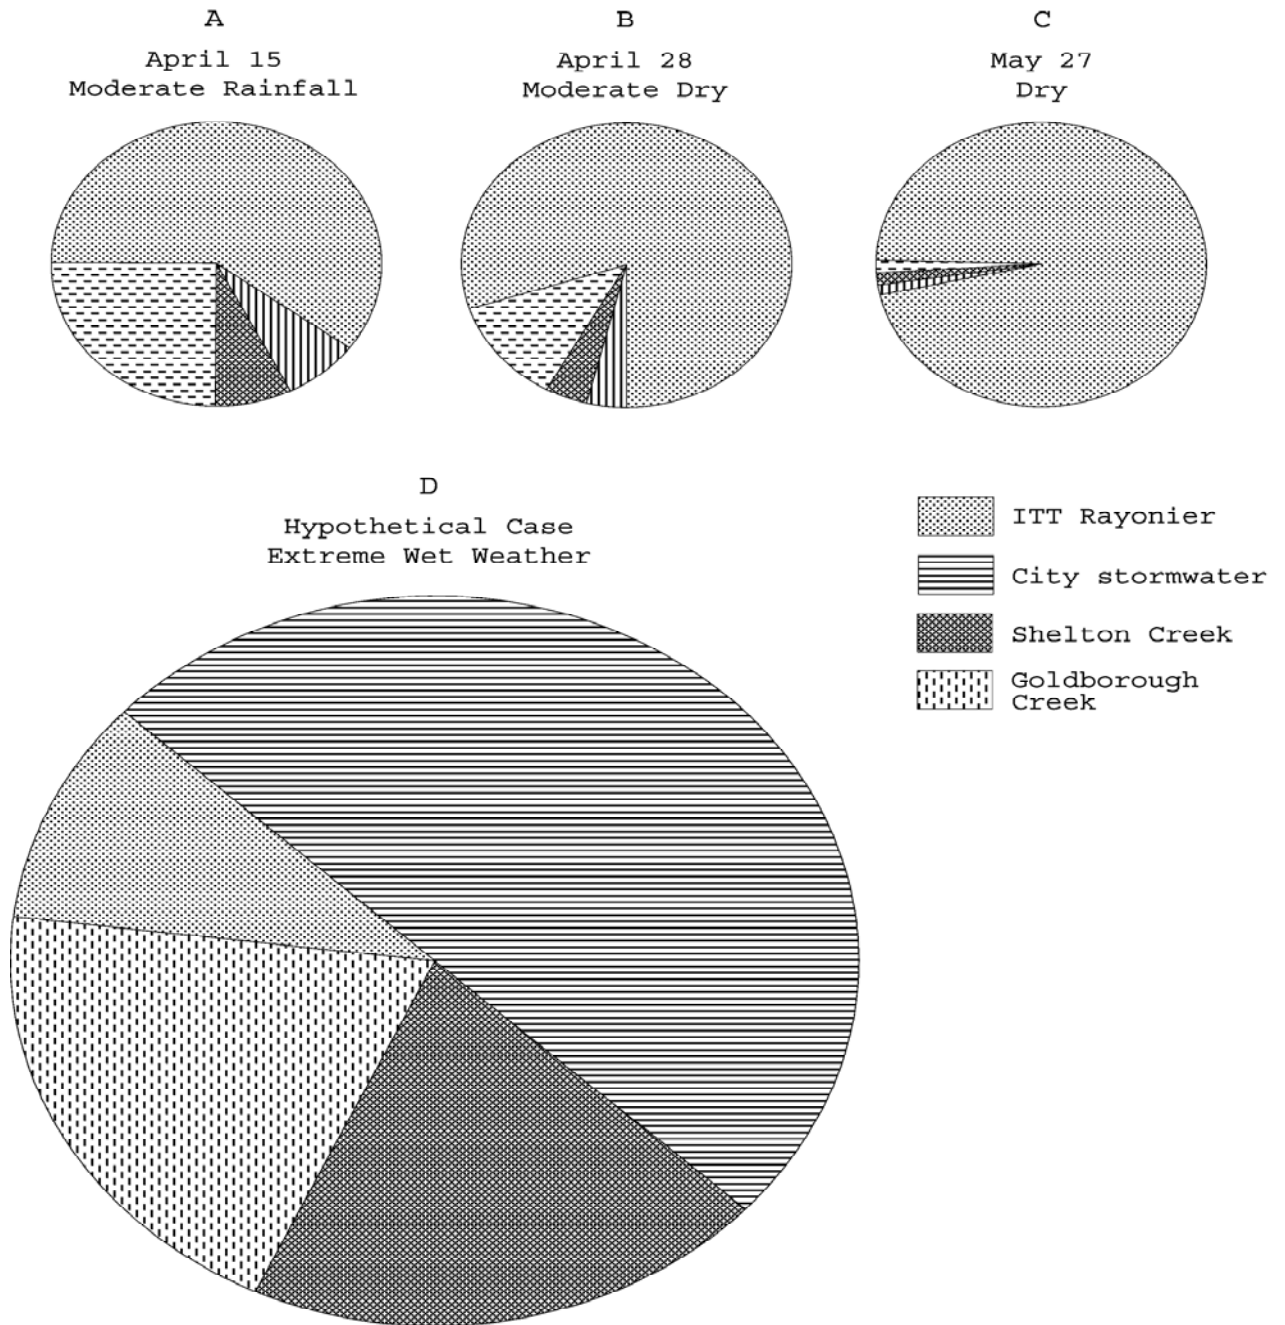 A
April 15
Moderate Rainfall
B
April 28
Moderate Dry
C
May 27
Dry
D
Hypothetical Case
Extreme Wet Weather
ITT Rayonier
City stormwater
Shelton Creek
Goldborough
Creek